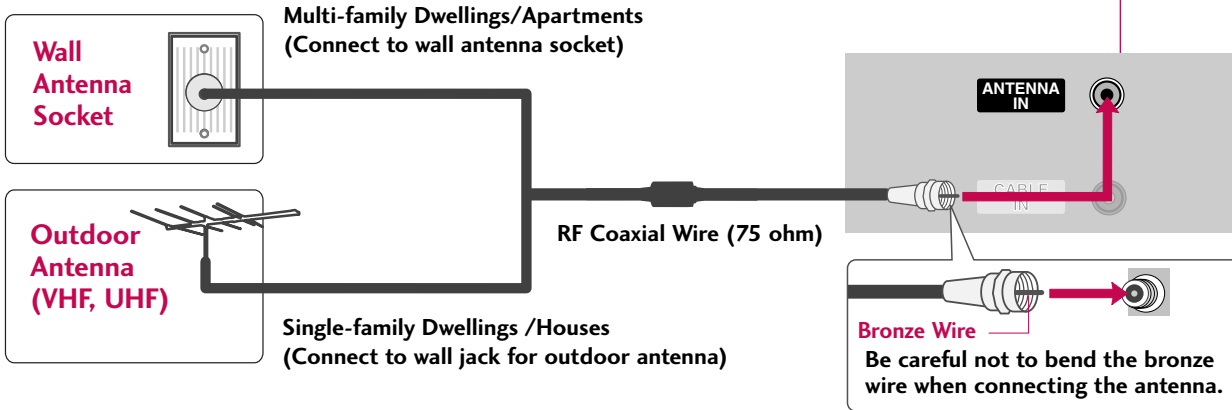 Multi-family Dwellings/Apartments
(Connect to wall antenna socket)
Wall
Antenna
Socket
ANTENNA
IN
CABLE
IN
RF Coaxial Wire (75 ohm)
Outdoor
Antenna
(VHF, UHF)
Single-family Dwellings /Houses
(Connect to wall jack for outdoor antenna)
Bronze Wire
Be careful not to bend the bronze
wire when connecting the antenna.